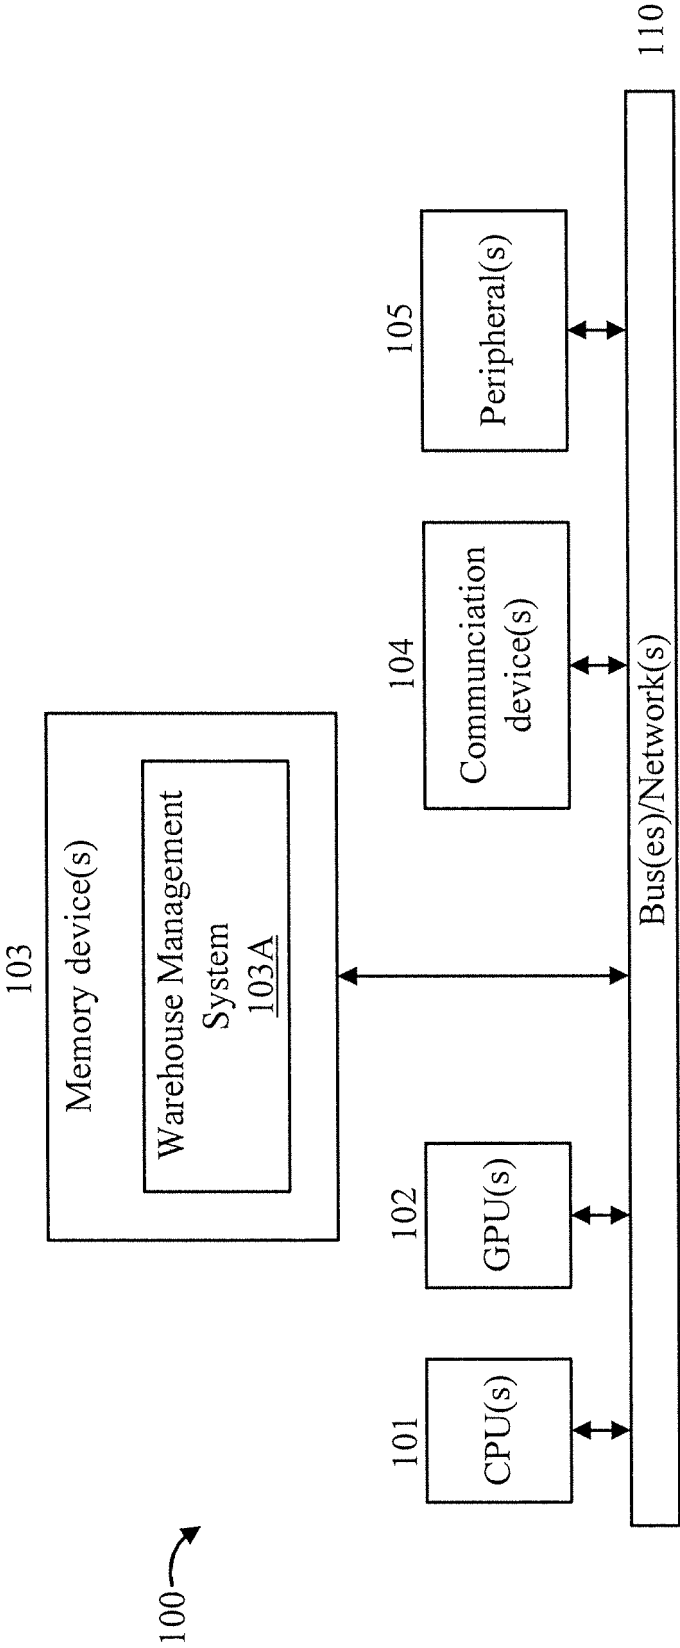 100
103
Memory device(s)
Warehouse Management
System
103A
101
CPU(s)
102
GPU(s)
104
Communciation
device(s)
105
Peripheral(s)
Bus(es)/Network(s)
110